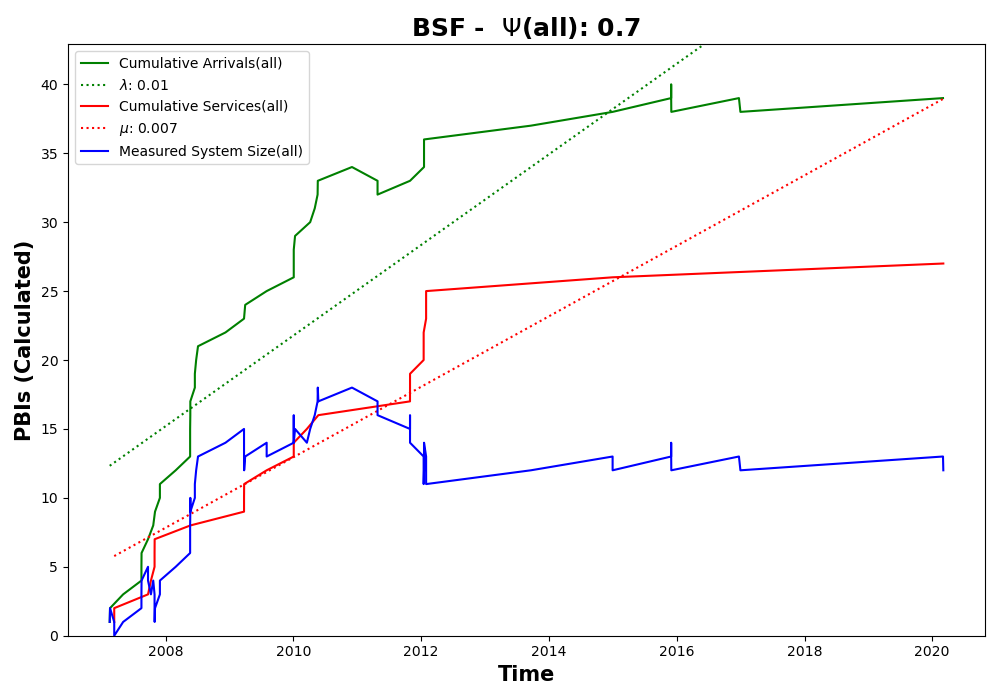 BSF - Ψ(all): 0.7
Cumulative Arrivals(all)
λ: 0.01
Cumulative Services(all)
μ: 0.007
Measured System Size(all)
PBIs (Calculated)
40
35
30
25
20
15
10
5
0
2008 2010 2012 2014 2016 2018 2020
Time